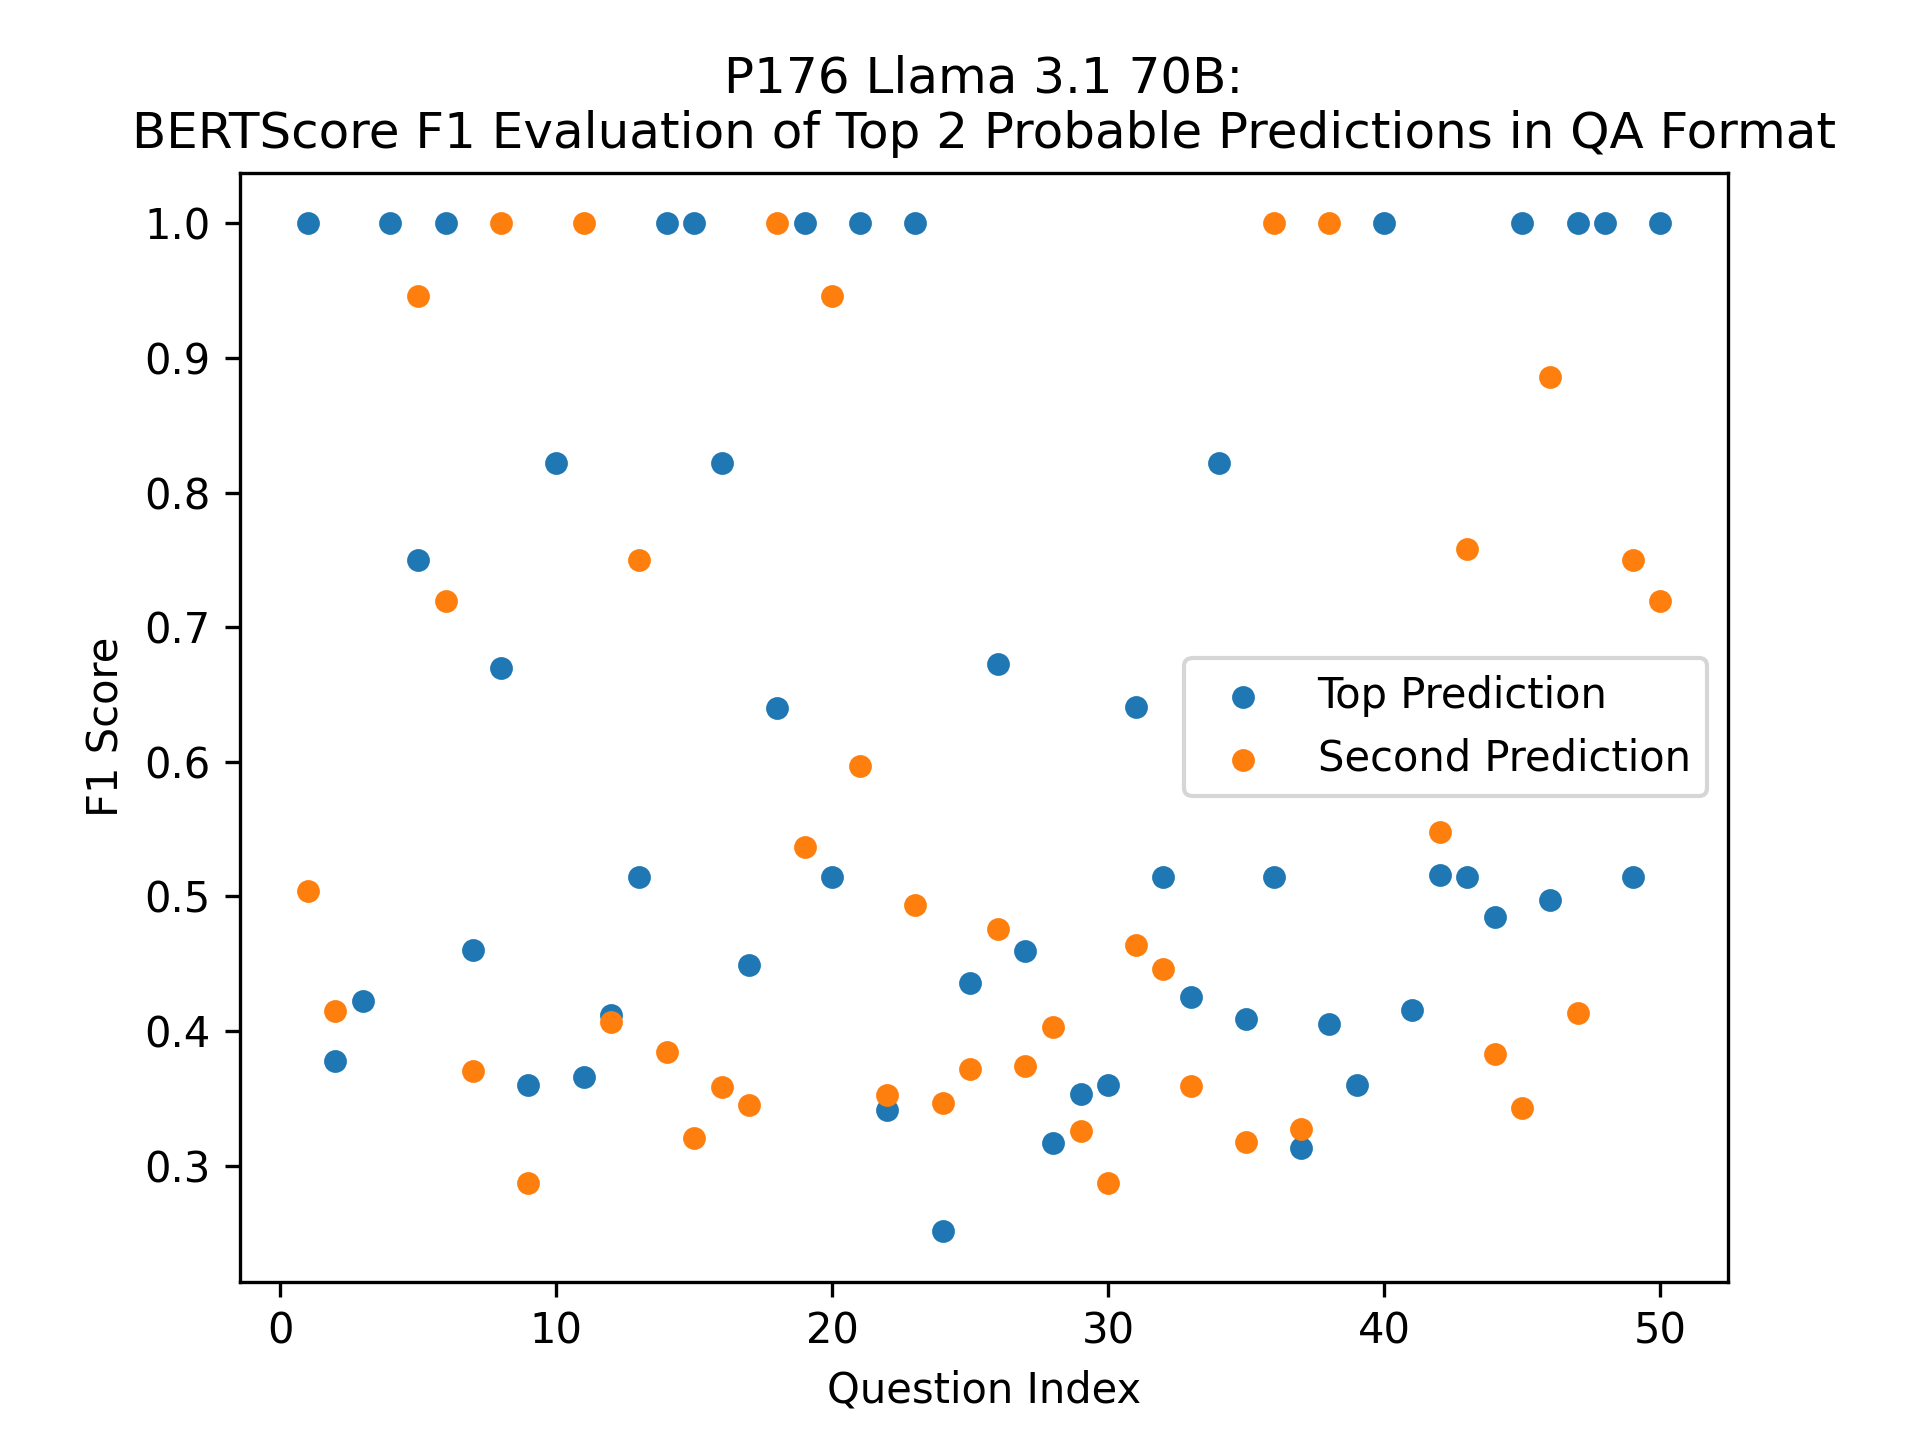 P176 Llama 3.1 70B:
BERTScore F1 Evaluation of Top 2 Probable Predictions in QA Format
1.0
0.9
0.8
0.7
0.6
0.5
0.4
0.3
F1 Score
Top Prediction
Second Prediction
0 10 20 30 40 50
Question Index